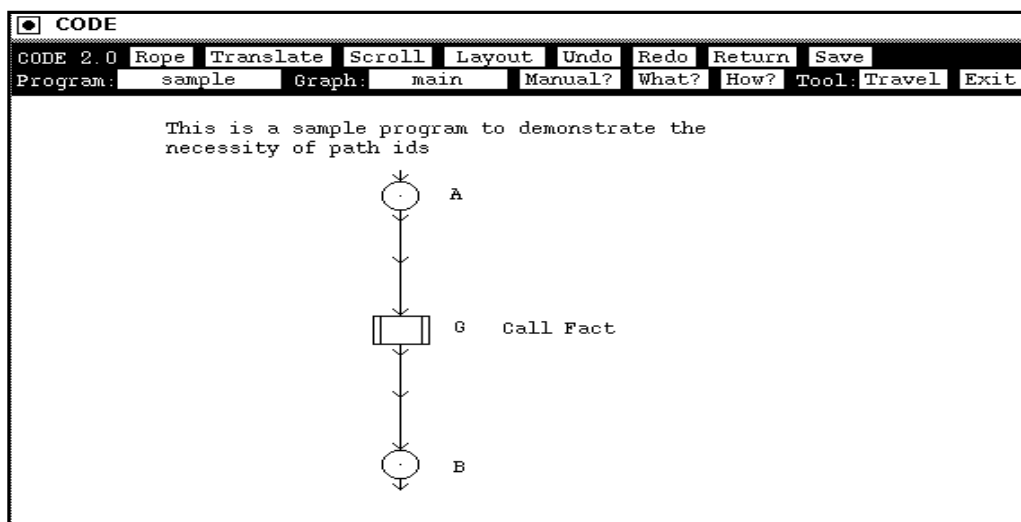 CODE
CODE 2.0 Rope Translate Scroll Layout Undo Redo Return Save
Program: sample Graph: main Manual? What? How? Tool: Travel Exit
This is a sample program to demonstrate the
necessity of path ids
A
G Call Fact
B